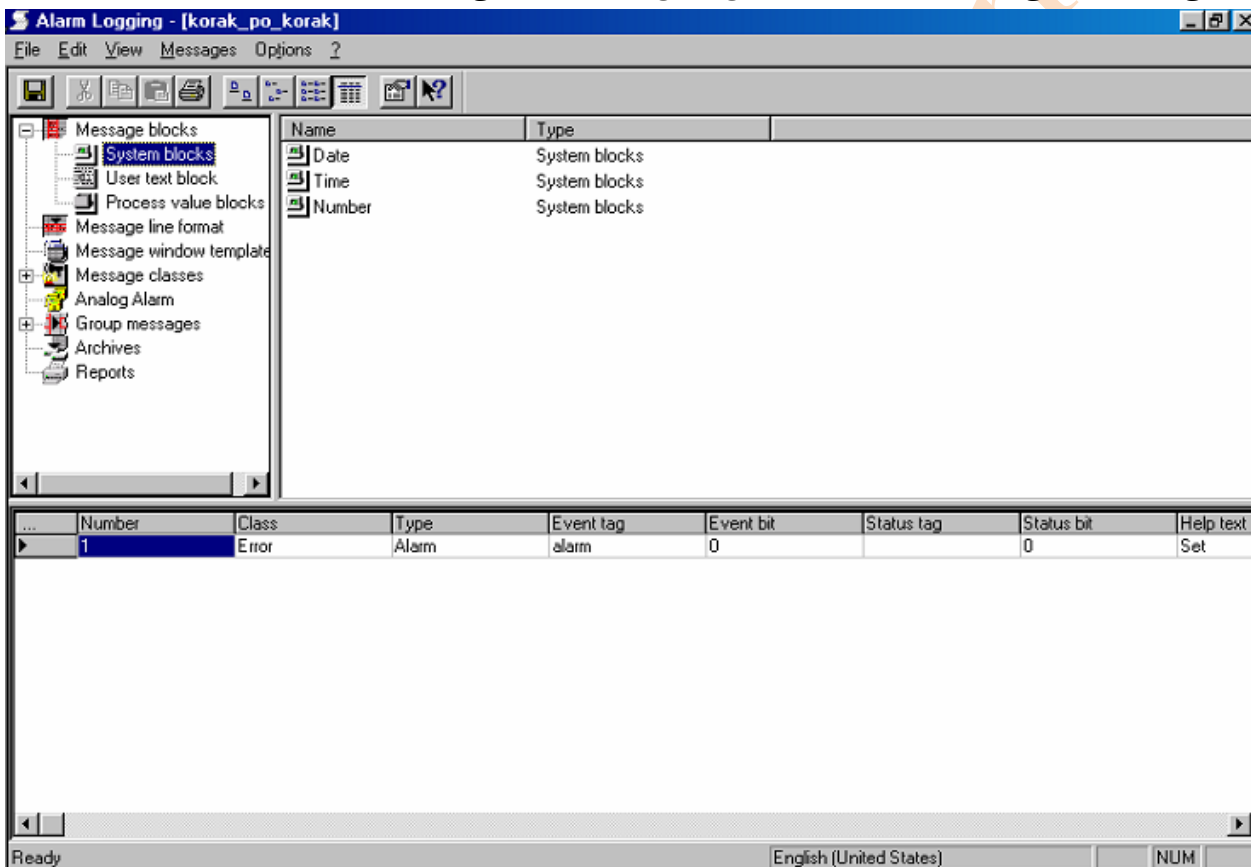 Alarm Logging - [korak_po_korak]
File Edit View Messages Options ?
Message blocks
System blocks
User text block
Process value blocks
Message line format
Message window template
Message classes
Analog Alarm
Group messages
Archives
Reports
Name Type
Date System blocks
Time System blocks
Number System blocks
... Number Class Type Event tag Event bit Status tag Status bit Help text
1 Error Alarm alarm 0 0 Set
Ready English (United States) NUM